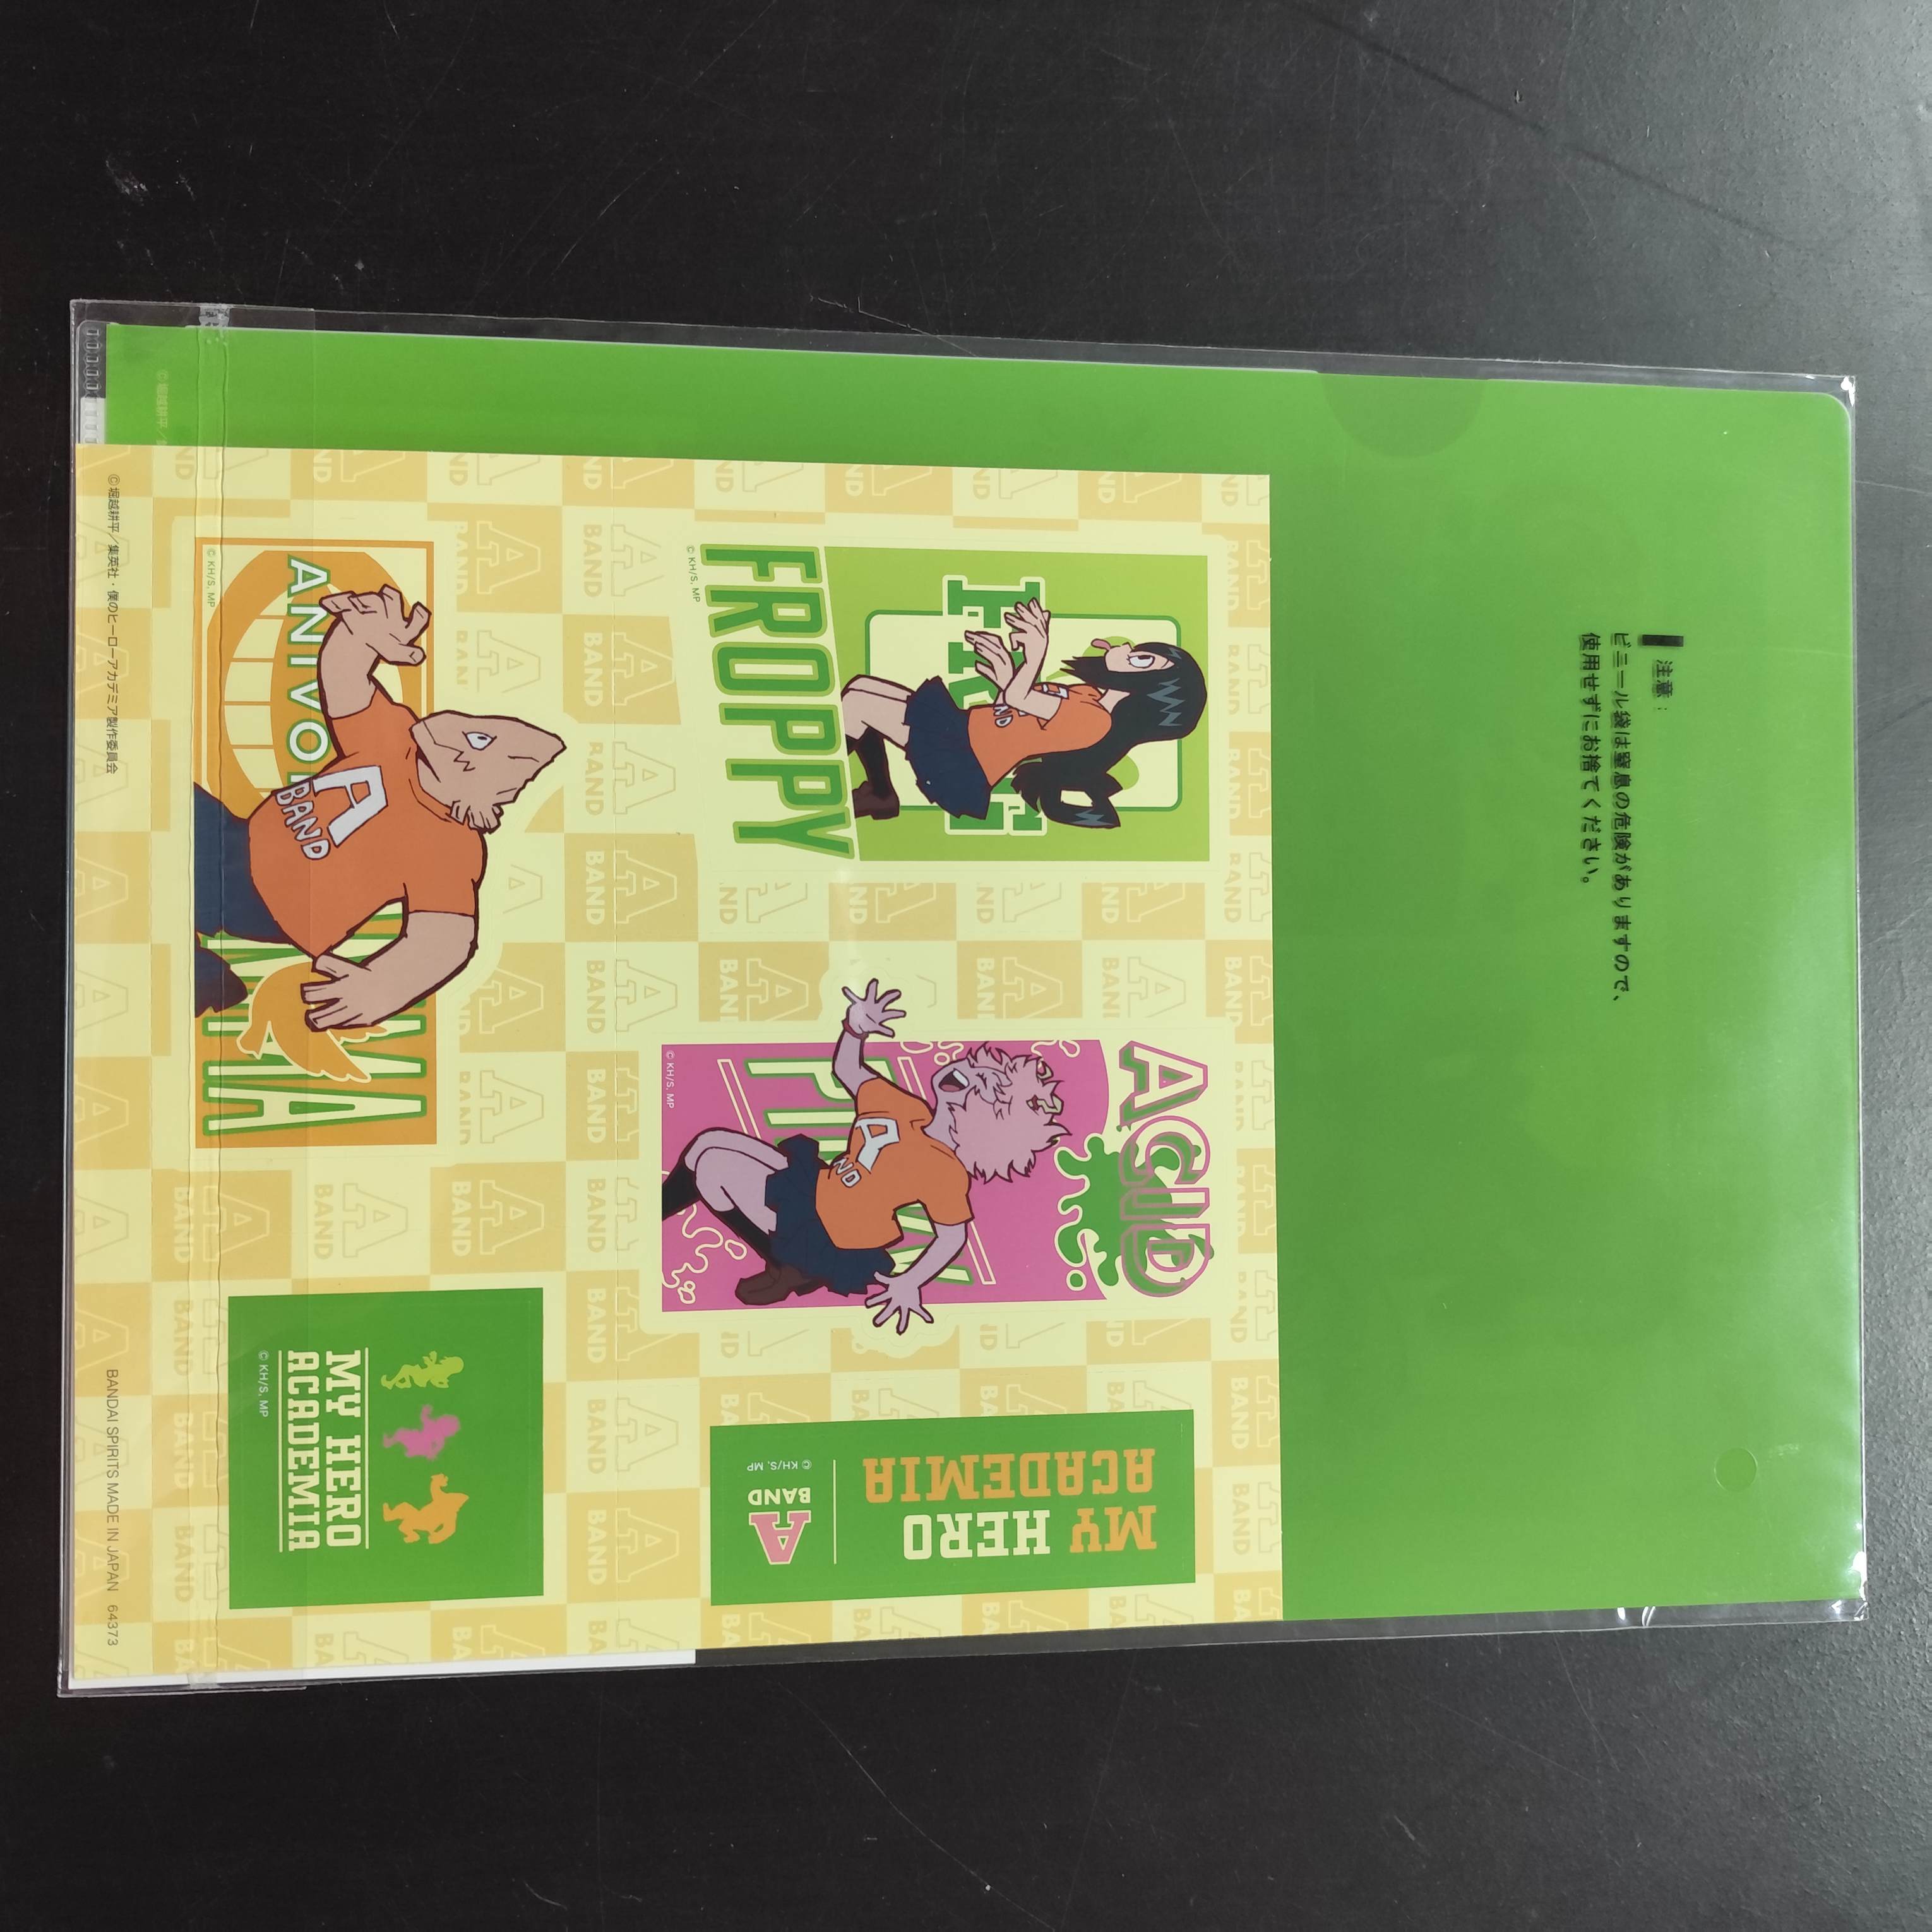 注意:
ビニール袋は窒息の危険がありますので、
使用せずにお捨てください。
FROPPY
© KH/S, MP
ACID
© KH/S, MP
A
BAND
© KH/S, MP
MY HERO
ACADEMIA
A
BAND
© KH/S, MP
MY HERO
ACADEMIA
© KH/S, MP
©堀越耕平/集英社・僕のヒーローアカデミア製作委員会
BANDAI SPIRITS MADE IN JAPAN 64373